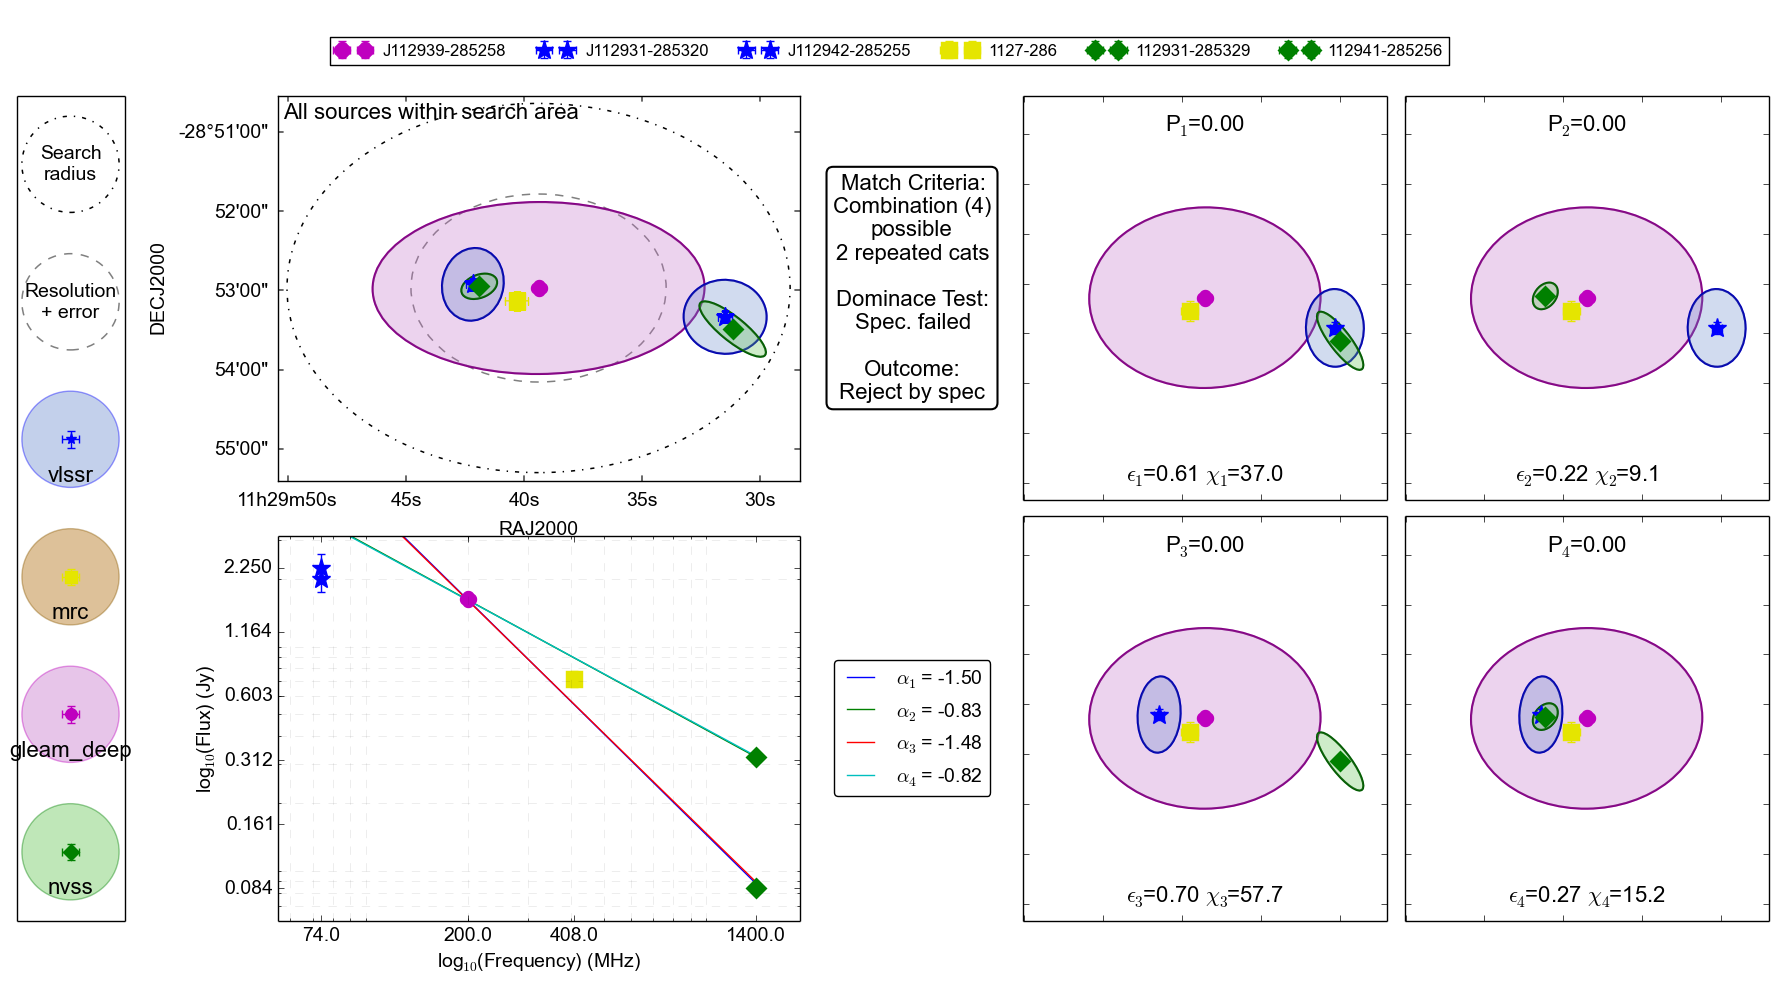 J112939-285258 J112931-285320 J112942-285255 1127-286 112931-285329 112941-285256
Search
radius
Resolution
+ error
vlssr
mrc
gleam_deep
nvss
All sources within search area
DECJ2000
-28°51'00"
52'00"
53'00"
54'00"
55'00"
11h29m50s 45s 40s 35s 30s
RAJ2000
Match Criteria:
Combination (4)
possible
2 repeated cats
Dominace Test:
Spec. failed
Outcome:
Reject by spec
P₁=0.00
ϵ₁=0.61 χ₁=37.0
P₂=0.00
ϵ₂=0.22 χ₂=9.1
log₁₀(Flux) (Jy)
2.250
1.164
0.603
0.312
0.161
0.084
74.0 200.0 408.0 1400.0
log₁₀(Frequency) (MHz)
α₁ = -1.50
α₂ = -0.83
α₃ = -1.48
α₄ = -0.82
P₃=0.00
ϵ₃=0.70 χ₃=57.7
P₄=0.00
ϵ₄=0.27 χ₄=15.2